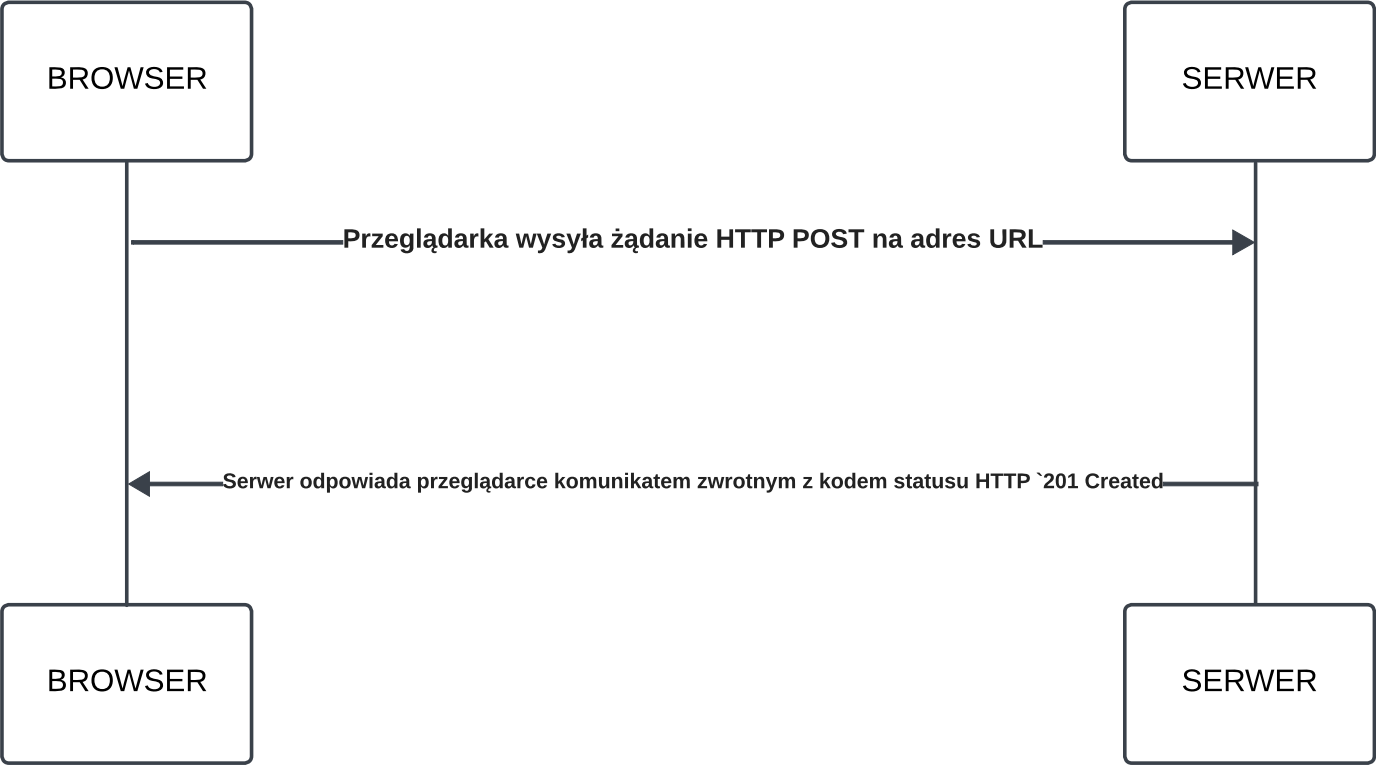 BROWSER
SERWER
Przeglądarka wysyła żądanie HTTP POST na adres URL
Serwer odpowiada przeglądarce komunikatem zwrotnym z kodem statusu HTTP `201 Created
BROWSER
SERWER